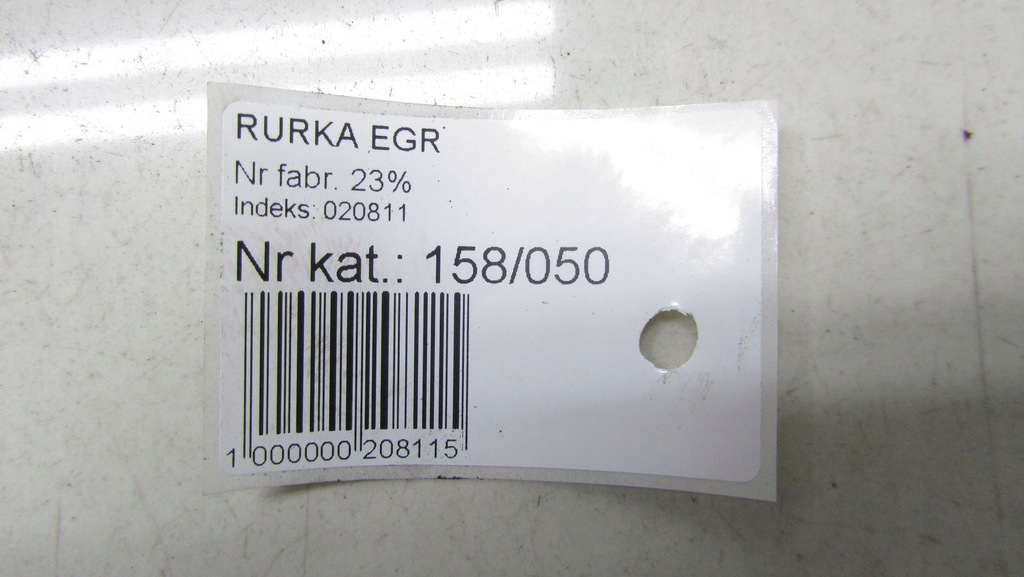 RURKA EGR
Nr fabr. 23%
Indeks: 020811
Nr kat.: 158/050
1 000000 208115